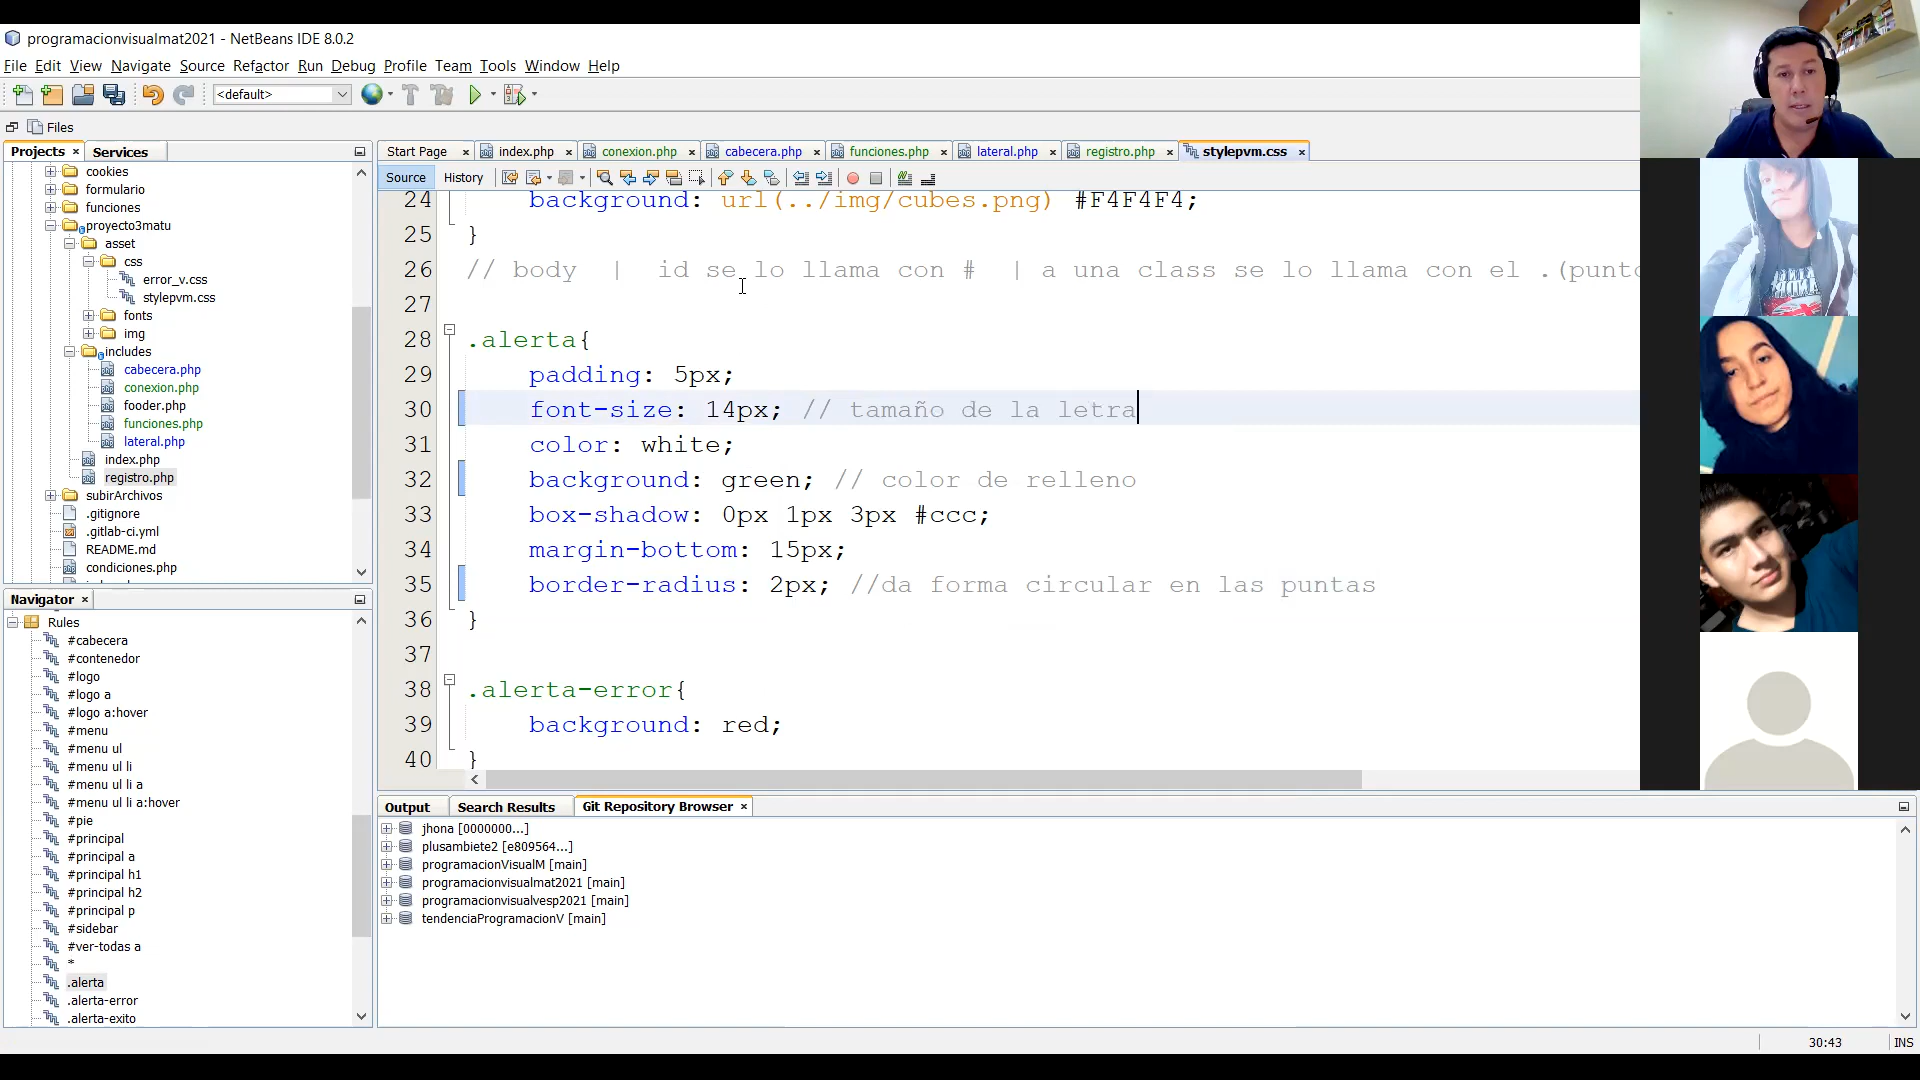 programacionvisualmat2021 - NetBeans IDE 8.0.2
File Edit View Navigate Source Refactor Run Debug Profile Team Tools Window Help
<default>
Files
Projects Services
cookies
formulario
funciones
proyecto3matu
asset
css
error_v.css
stylepvm.css
fonts
img
includes
cabecera.php
conexion.php
fooder.php
funciones.php
lateral.php
index.php
registro.php
subirArchivos
.gitignore
.gitlab-ci.yml
README.md
condiciones.php
Navigator
Rules
#cabecera
#contenedor
#logo
#logo a
#logo a:hover
#menu
#menu ul
#menu ul li
#menu ul li a
#menu ul li a:hover
#pie
#principal
#principal a
#principal h1
#principal h2
#principal p
#sidebar
#ver-todas a
*
.alerta
.alerta-error
.alerta-exito
Start Page index.php conexion.php cabecera.php funciones.php lateral.php registro.php stylepvm.css
Source History
24 background: url(../img/cubes.png) #F4F4F4;
25 }
26 // body | id se lo llama con # | a una class se lo llama con el .(punto
27
28 .alerta{
29 padding: 5px;
30 font-size: 14px; // tamaño de la letra
31 color: white;
32 background: green; // color de relleno
33 box-shadow: 0px 1px 3px #ccc;
34 margin-bottom: 15px;
35 border-radius: 2px; //da forma circular en las puntas
36 }
37
38 .alerta-error{
39 background: red;
40 }
Output Search Results Git Repository Browser
jhona [0000000...]
plusambiete2 [e809564...]
programacionVisualM [main]
programacionvisualmat2021 [main]
programacionvisualvesp2021 [main]
tendenciaProgramacionV [main]
30:43 INS